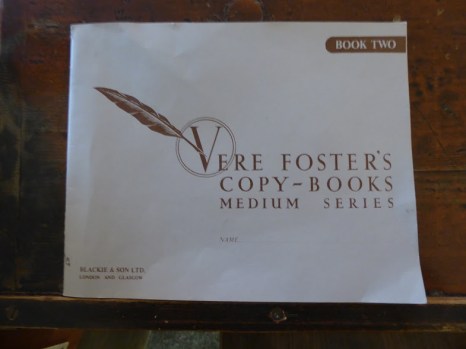 BOOK TWO
VERE FOSTER'S
COPY-BOOKS
MEDIUM SERIES
NAME
BLACKIE & SON LTD.
LONDON AND GLASGOW